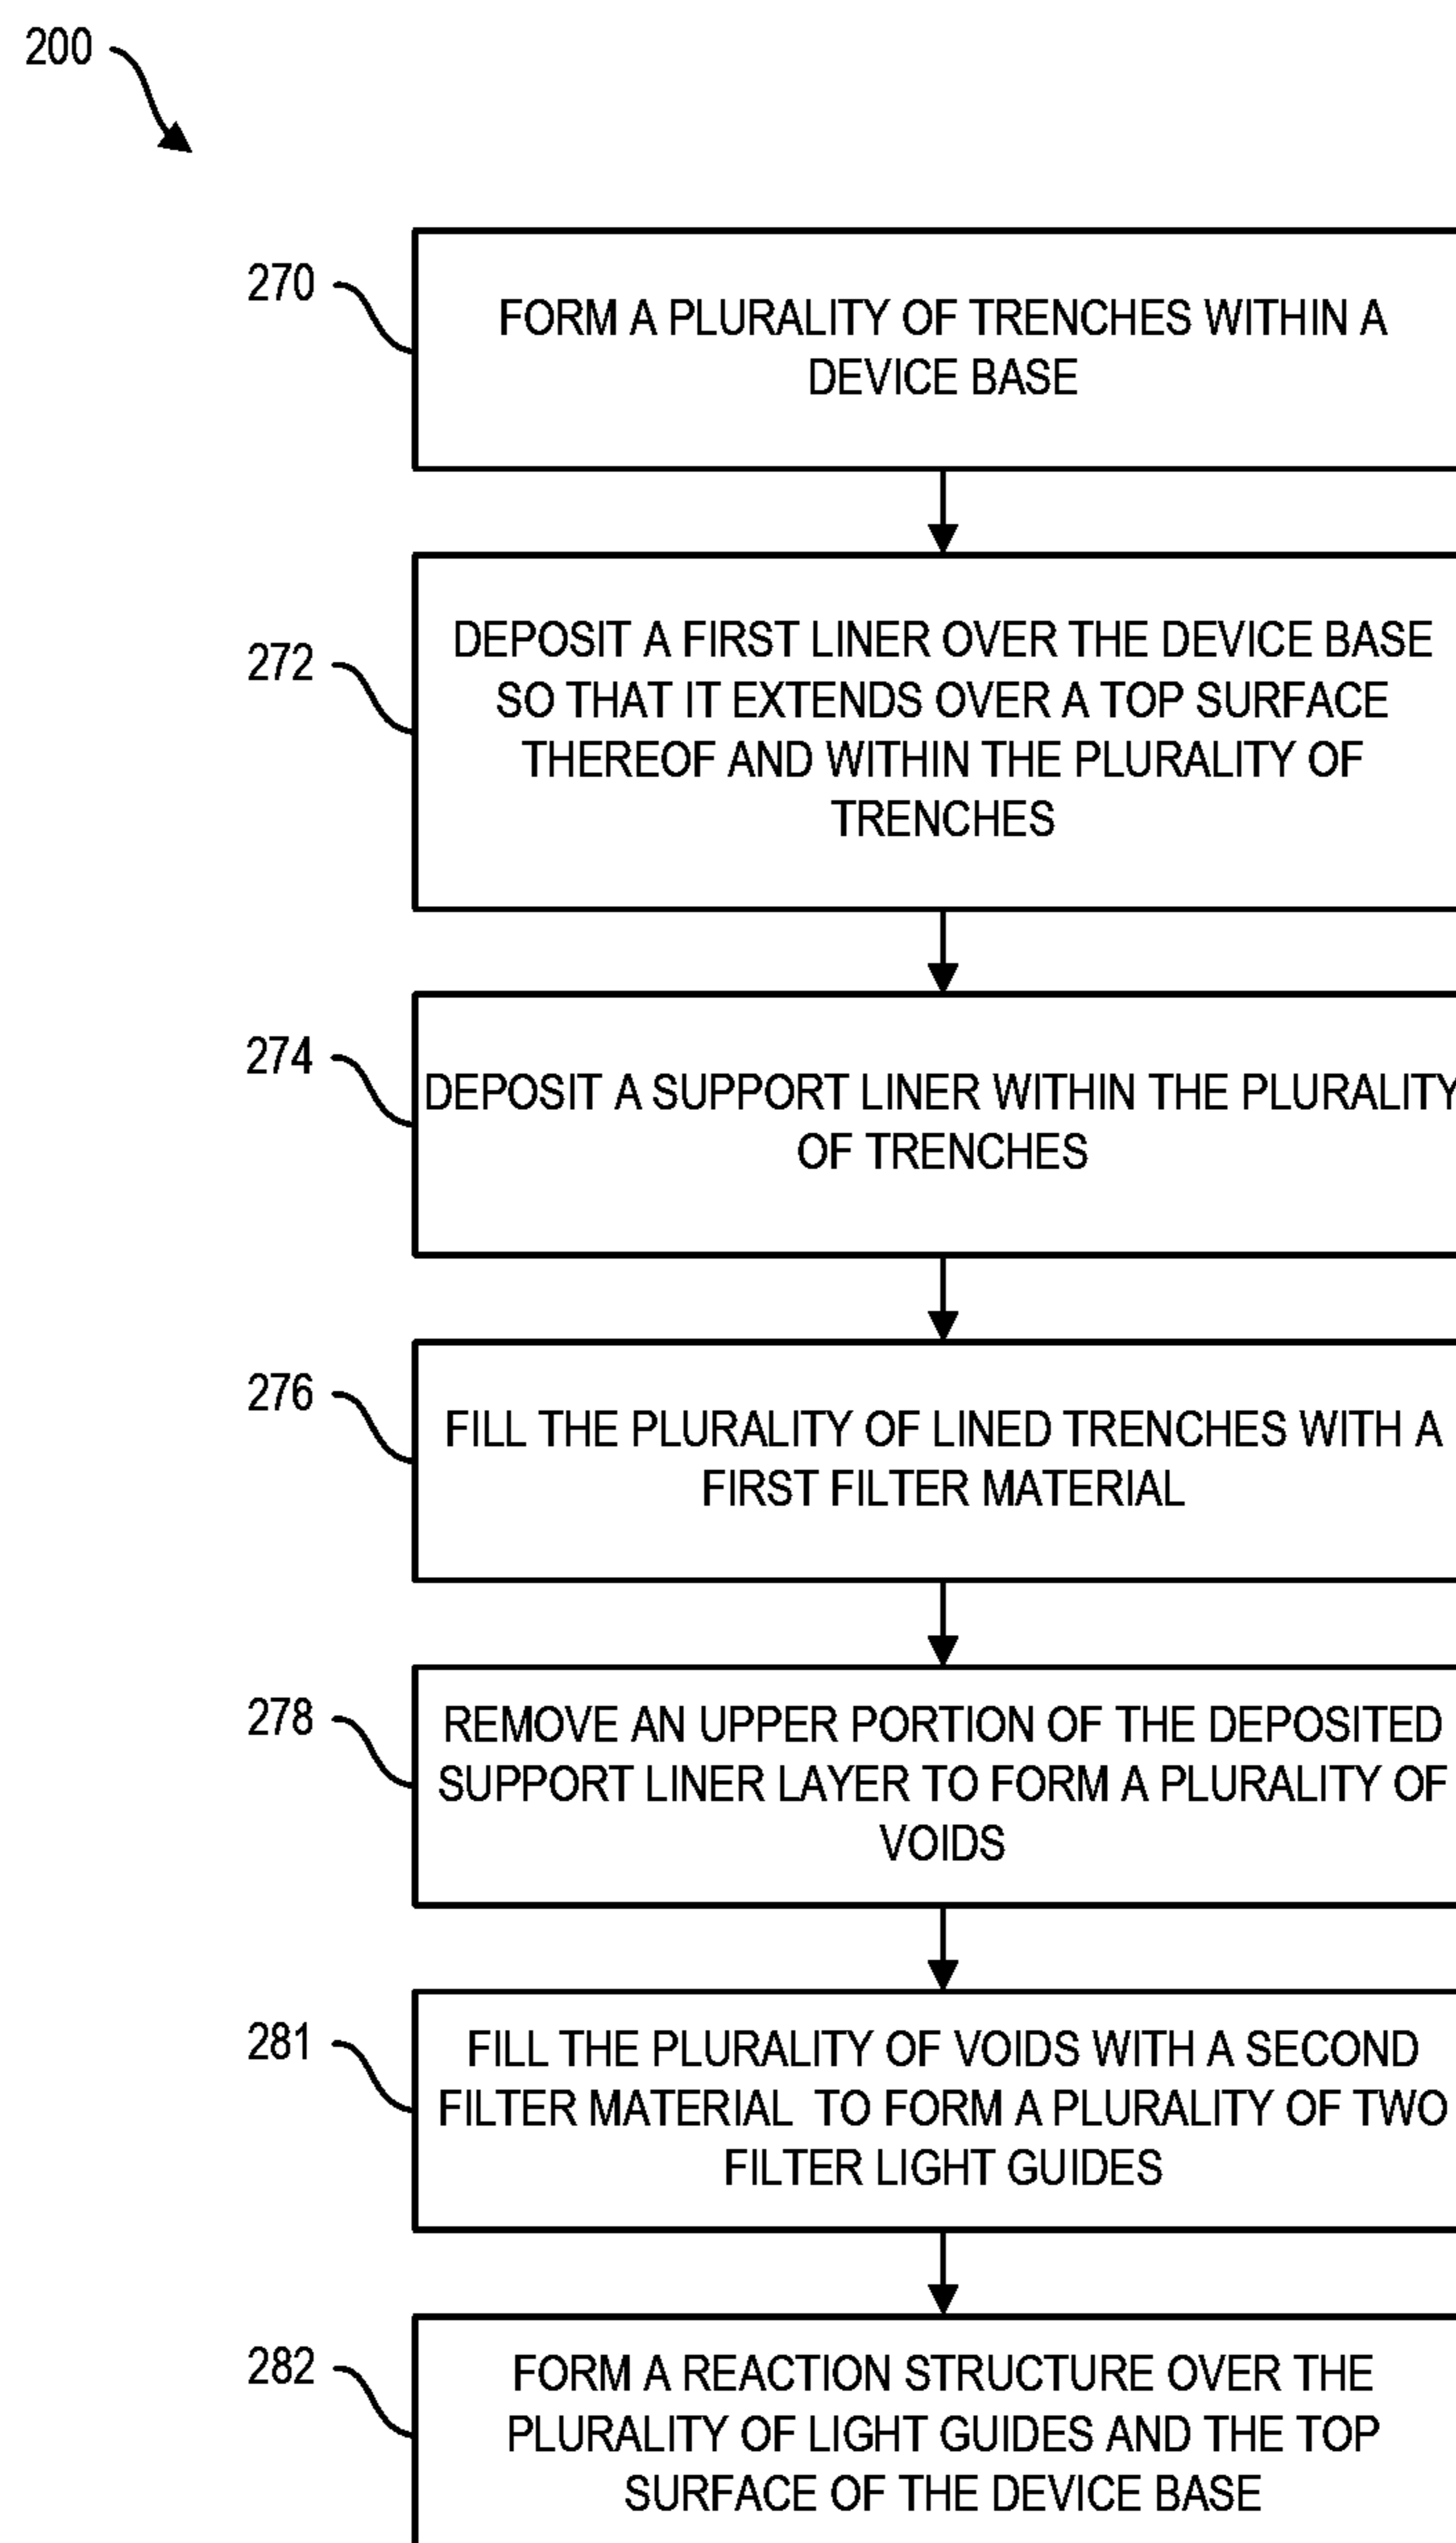 200
270
FORM A PLURALITY OF TRENCHES WITHIN A
DEVICE BASE
272
DEPOSIT A FIRST LINER OVER THE DEVICE BASE
SO THAT IT EXTENDS OVER A TOP SURFACE
THEREOF AND WITHIN THE PLURALITY OF
TRENCHES
274
DEPOSIT A SUPPORT LINER WITHIN THE PLURALITY
OF TRENCHES
276
FILL THE PLURALITY OF LINED TRENCHES WITH A
FIRST FILTER MATERIAL
278
REMOVE AN UPPER PORTION OF THE DEPOSITED
SUPPORT LINER LAYER TO FORM A PLURALITY OF
VOIDS
281
FILL THE PLURALITY OF VOIDS WITH A SECOND
FILTER MATERIAL TO FORM A PLURALITY OF TWO
FILTER LIGHT GUIDES
282
FORM A REACTION STRUCTURE OVER THE
PLURALITY OF LIGHT GUIDES AND THE TOP
SURFACE OF THE DEVICE BASE